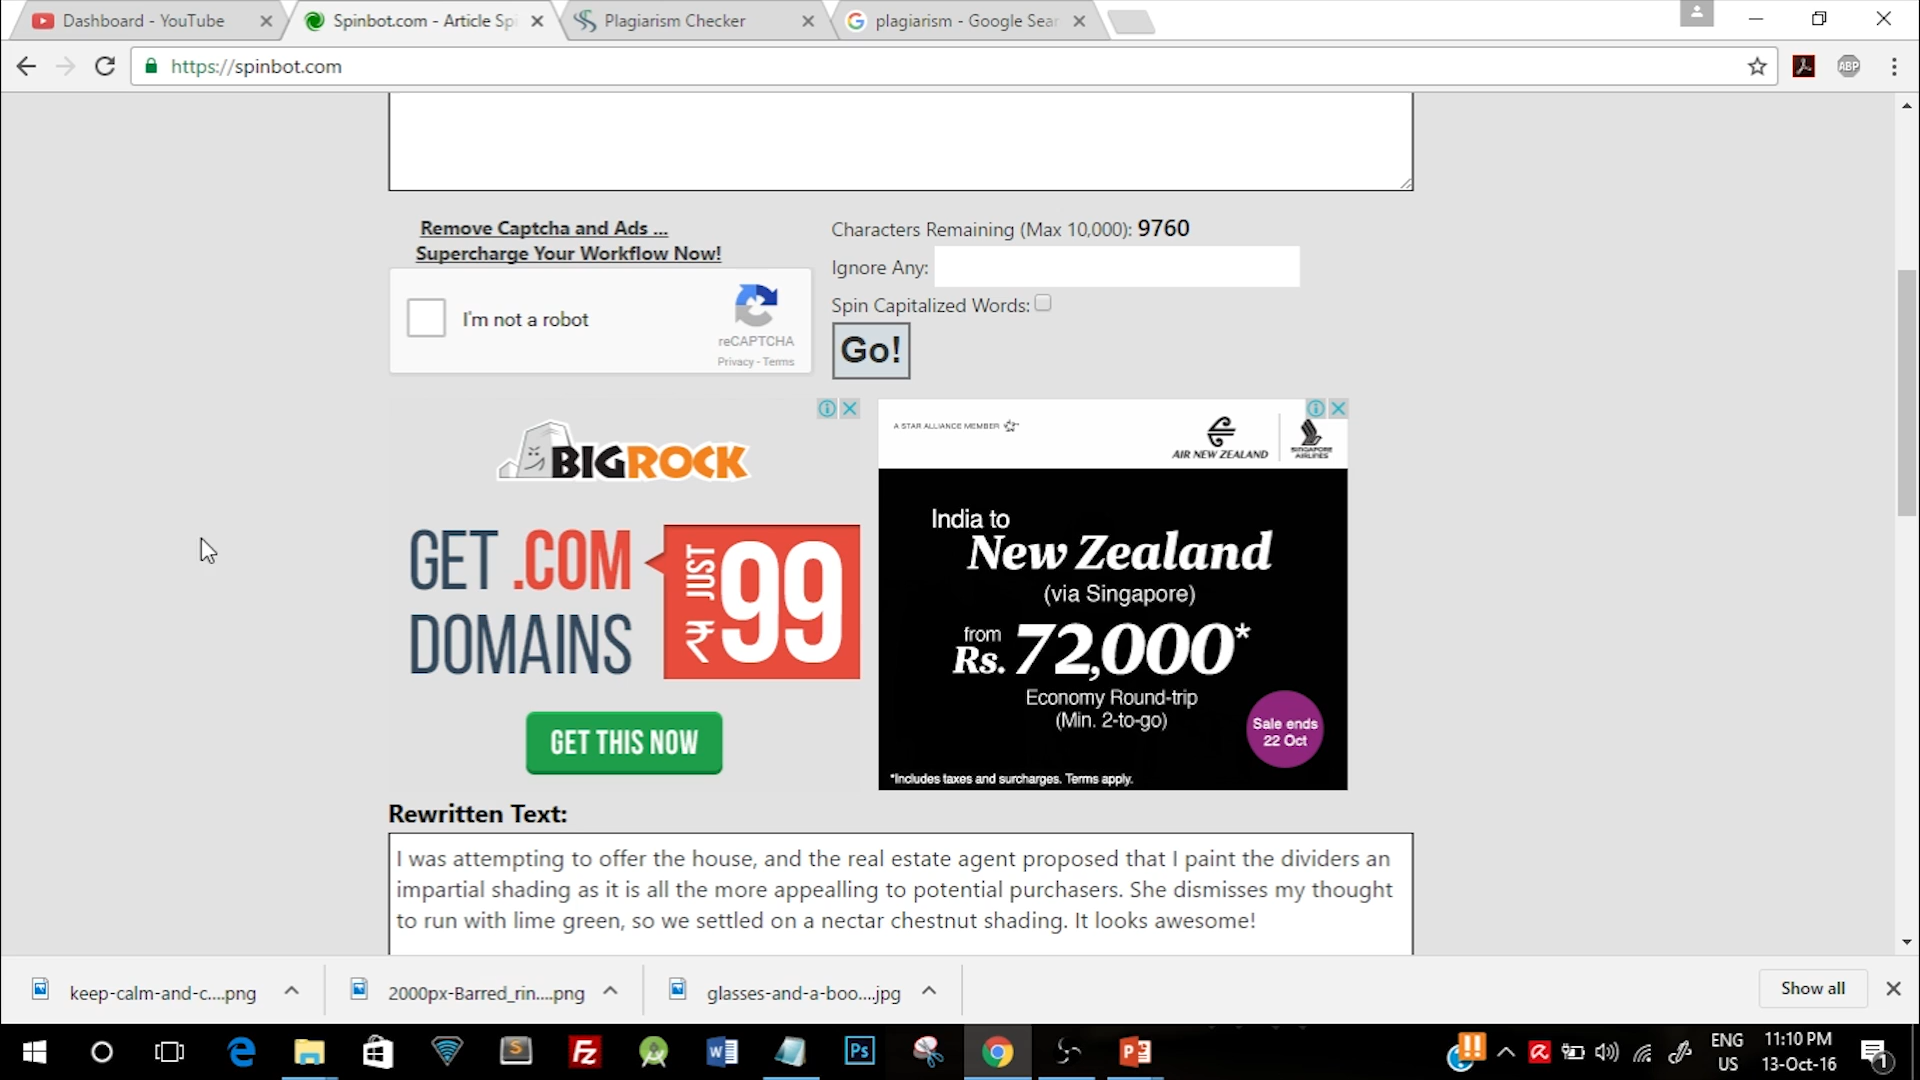 Dashboard - YouTube
Spinbot.com - Article Spi
Plagiarism Checker
plagiarism - Google Sear
https://spinbot.com
ABP
Remove Captcha and Ads ...
Supercharge Your Workflow Now!
Characters Remaining (Max 10,000): 9760
Ignore Any:
Spin Capitalized Words:
Go!
I'm not a robot
reCAPTCHA
Privacy - Terms
BIGROCK
GET .COM
DOMAINS
JUST
₹ 99
GET THIS NOW
A STAR ALLIANCE MEMBER
AIR NEW ZEALAND
SINGAPORE
AIRLINES
India to
New Zealand
(via Singapore)
from
Rs. 72,000*
Economy Round-trip
(Min. 2-to-go)
Sale ends
22 Oct
*Includes taxes and surcharges. Terms apply.
Rewritten Text:
I was attempting to offer the house, and the real estate agent proposed that I paint the dividers an
impartial shading as it is all the more appealling to potential purchasers. She dismisses my thought
to run with lime green, so we settled on a nectar chestnut shading. It looks awesome!
keep-calm-and-c....png
2000px-Barred_rin....png
glasses-and-a-boo....jpg
Show all
ENG
US
11:10 PM
13-Oct-16
1